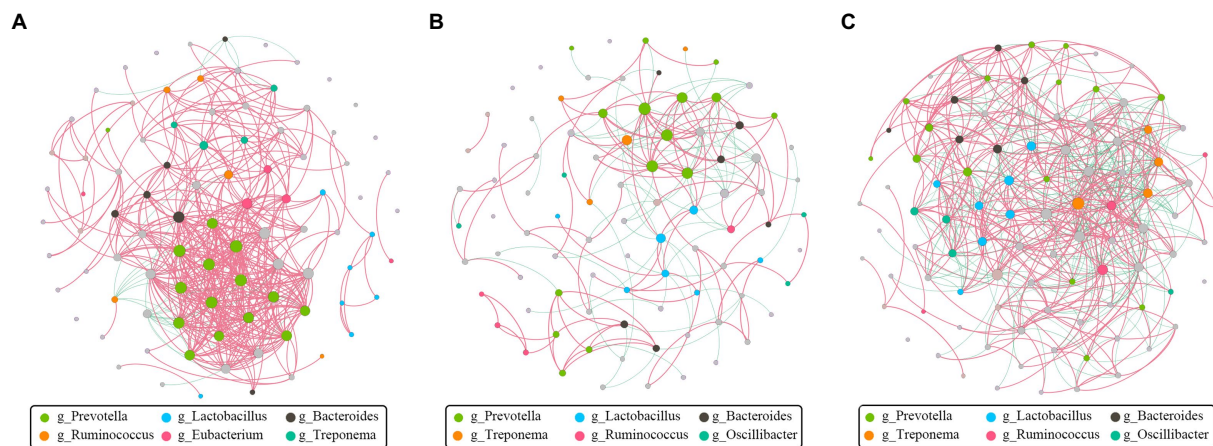 A
B
C
g_Prevotella g_Lactobacillus g_Bacteroides
g_Ruminococcus g_Eubacterium g_Treponema
g_Prevotella g_Lactobacillus g_Bacteroides
g_Treponema g_Ruminococcus g_Oscillibacter
g_Prevotella g_Lactobacillus g_Bacteroides
g_Treponema g_Ruminococcus g_Oscillibacter